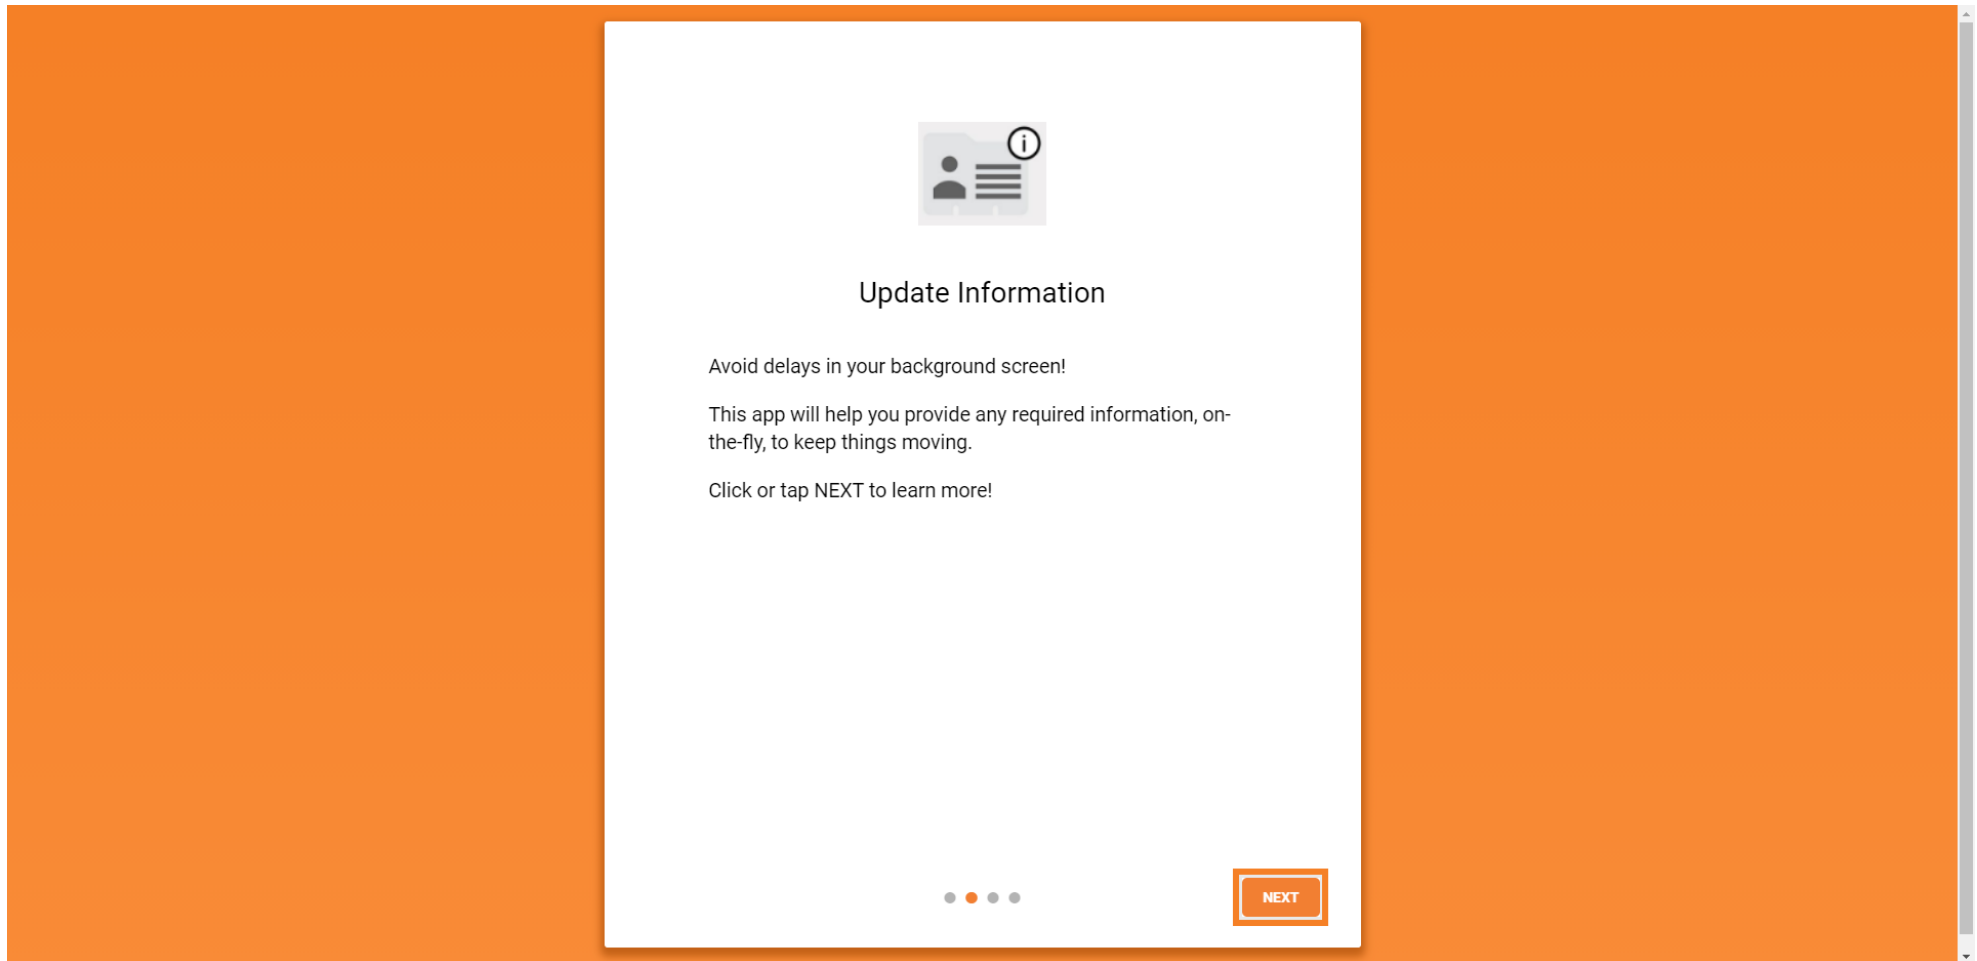 Update Information
Avoid delays in your background screen!
This app will help you provide any required information, on-
the-fly, to keep things moving.
Click or tap NEXT to learn more!
NEXT